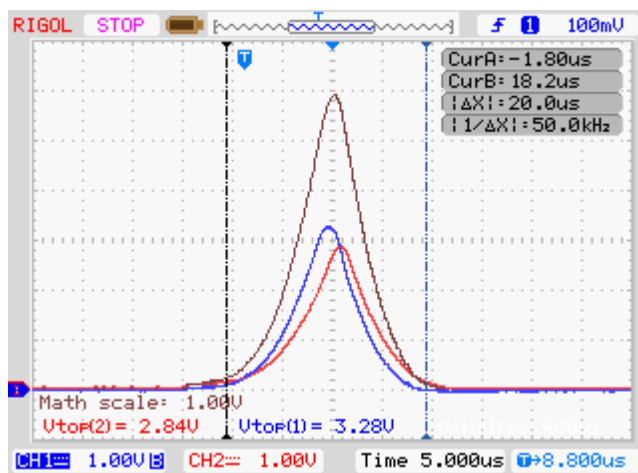 RIGOL STOP T f 1 100mV
T
CurA:-1.80us
CurB:18.2us
|ΔX|:20.0us
|1/ΔX|:50.0kHz
1
Math scale: 1.00V
Vtop(2)= 2.84V Vtop(1)= 3.28V
CH1 1.00V B CH2 1.00V Time 5.000us T→8.800us